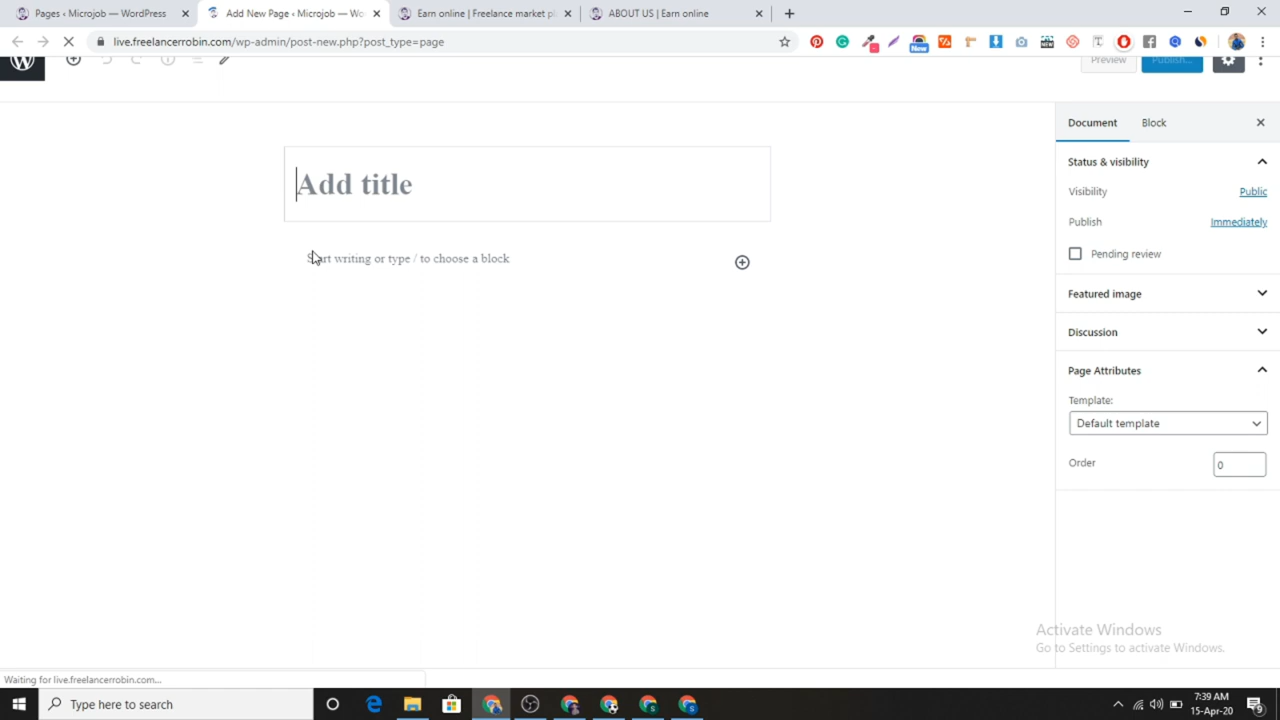 Pages ‹ Microjob — WordPress
Add New Page ‹ Microjob — Wo
Earn online | Freelance market pl
ABOUT US | Earn online
live.freelancerrobin.com/wp-admin/post-new.php?post_type=page
New
NEW
Preview
Publish...
Document
Block
Add title
Status & visibility
Visibility
Public
Publish
Immediately
Start writing or type / to choose a block
Pending review
Featured image
Discussion
Page Attributes
Template:
Default template
Order
0
Activate Windows
Go to Settings to activate Windows.
Waiting for live.freelancerrobin.com...
Type here to search
7:39 AM
15-Apr-20
9